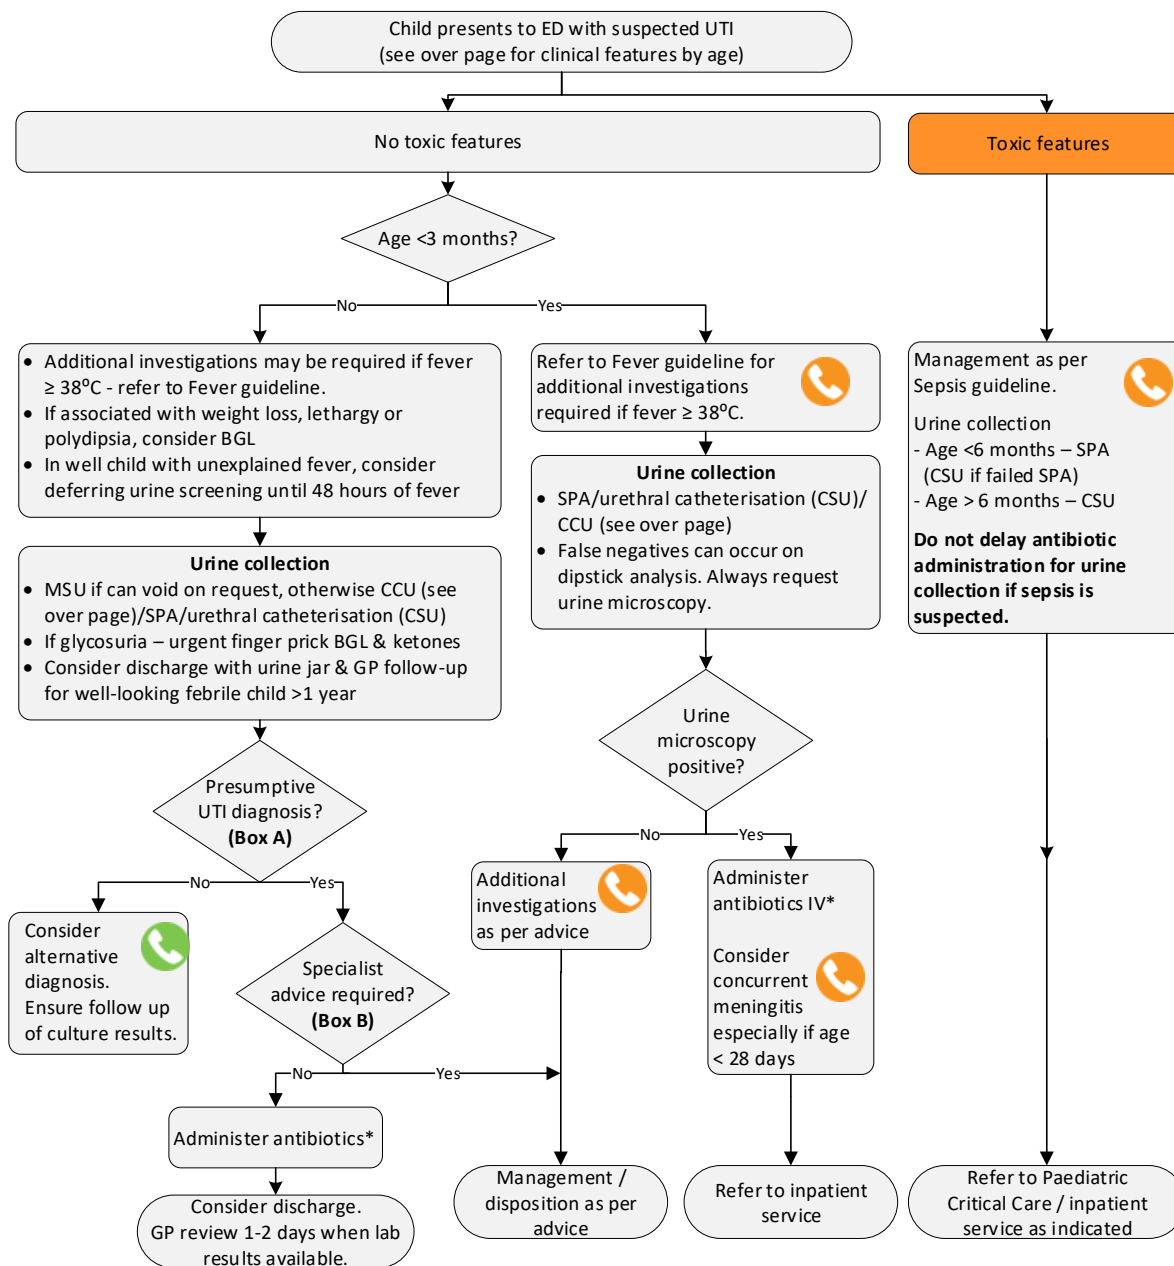 Child presents to ED with suspected UTI
(see over page for clinical features by age)
No toxic features
Toxic features
Age <3 months?
No
Yes
• Additional investigations may be required if fever
≥ 38⁰C - refer to Fever guideline.
• If associated with weight loss, lethargy or
polydipsia, consider BGL
• In well child with unexplained fever, consider
deferring urine screening until 48 hours of fever
Refer to Fever guideline for
additional investigations
required if fever ≥ 38⁰C.
Management as per
Sepsis guideline.
Urine collection
- Age <6 months – SPA
(CSU if failed SPA)
- Age > 6 months – CSU
Do not delay antibiotic
administration for urine
collection if sepsis is
suspected.
Urine collection
• SPA/urethral catheterisation (CSU)/
CCU (see over page)
• False negatives can occur on
dipstick analysis. Always request
urine microscopy.
Urine collection
• MSU if can void on request, otherwise CCU (see
over page)/SPA/urethral catheterisation (CSU)
• If glycosuria – urgent finger prick BGL & ketones
• Consider discharge with urine jar & GP follow-up
for well-looking febrile child >1 year
Urine
microscopy
positive?
Presumptive
UTI diagnosis?
(Box A)
No
Yes
No
Yes
Consider
alternative
diagnosis.
Ensure follow up
of culture results.
Specialist
advice required?
(Box B)
Additional
investigations
as per advice
Administer
antibiotics IV*
Consider
concurrent
meningitis
especially if age
< 28 days
No
Yes
Administer antibiotics*
Consider discharge.
GP review 1-2 days when lab
results available.
Management /
disposition as per
advice
Refer to inpatient
service
Refer to Paediatric
Critical Care / inpatient
service as indicated